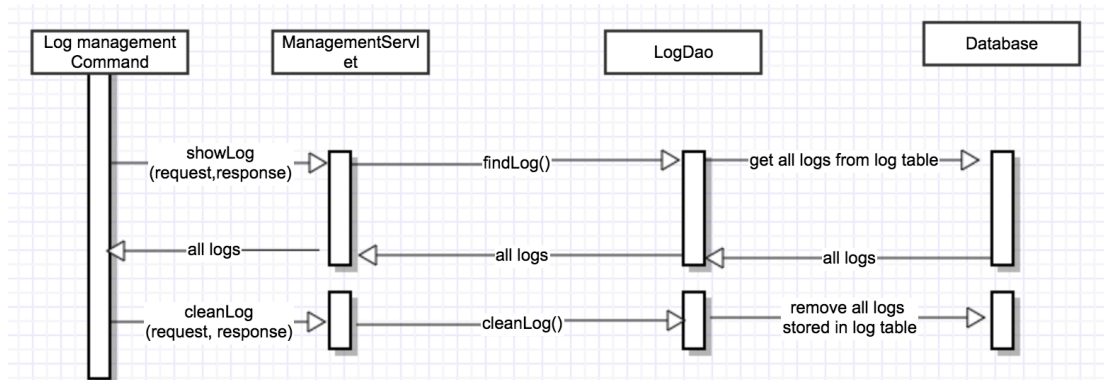 Log management
Command
ManagementServl
et
LogDao
Database
showLog
(request,response)
findLog()
get all logs from log table
all logs
all logs
all logs
cleanLog
(request, response)
cleanLog()
remove all logs
stored in log table